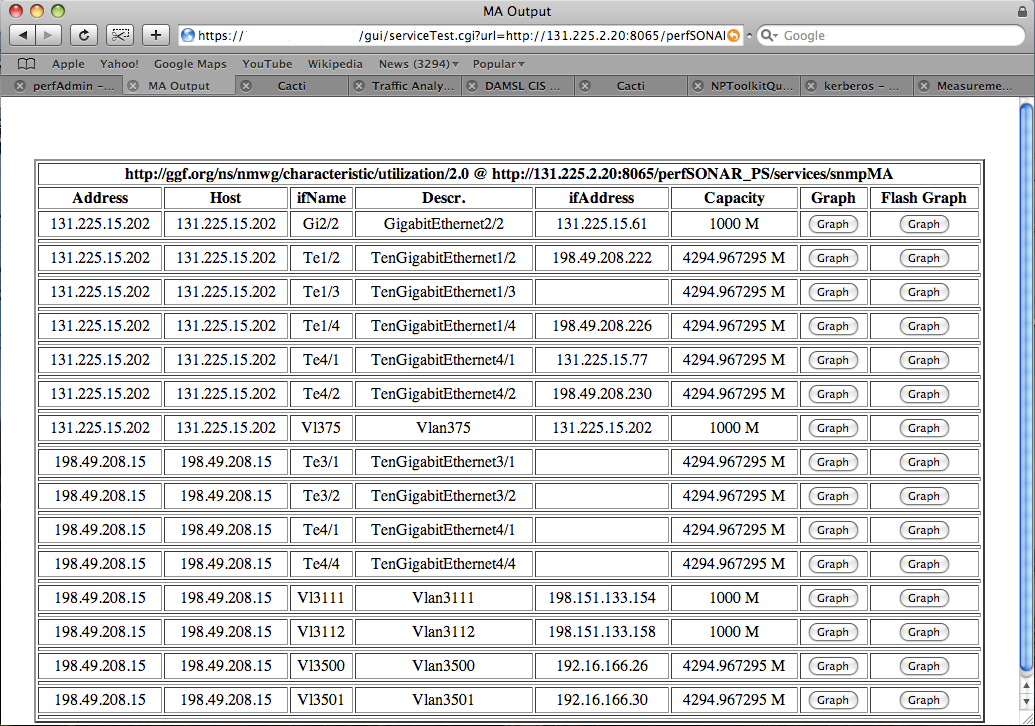 MA Output
https://
/gui/serviceTest.cgi?url=http://131.225.2.20:8065/perfSONAI
Google
Apple Yahoo! Google Maps YouTube Wikipedia News (3294) Popular
perfAdmin –... MA Output Cacti Traffic Analy... DAMSL CIS ... Cacti NPToolkitQu... kerberos – ... Measureme...
http://ggf.org/ns/nmwg/characteristic/utilization/2.0 @ http://131.225.2.20:8065/perfSONAR_PS/services/snmpMA
Address Host ifName Descr. ifAddress Capacity Graph Flash Graph
131.225.15.202 131.225.15.202 Gi2/2 GigabitEthernet2/2 131.225.15.61 1000 M Graph Graph
131.225.15.202 131.225.15.202 Te1/2 TenGigabitEthernet1/2 198.49.208.222 4294.967295 M Graph Graph
131.225.15.202 131.225.15.202 Te1/3 TenGigabitEthernet1/3 4294.967295 M Graph Graph
131.225.15.202 131.225.15.202 Te1/4 TenGigabitEthernet1/4 198.49.208.226 4294.967295 M Graph Graph
131.225.15.202 131.225.15.202 Te4/1 TenGigabitEthernet4/1 131.225.15.77 4294.967295 M Graph Graph
131.225.15.202 131.225.15.202 Te4/2 TenGigabitEthernet4/2 198.49.208.230 4294.967295 M Graph Graph
131.225.15.202 131.225.15.202 Vl375 Vlan375 131.225.15.202 1000 M Graph Graph
198.49.208.15 198.49.208.15 Te3/1 TenGigabitEthernet3/1 4294.967295 M Graph Graph
198.49.208.15 198.49.208.15 Te3/2 TenGigabitEthernet3/2 4294.967295 M Graph Graph
198.49.208.15 198.49.208.15 Te4/1 TenGigabitEthernet4/1 4294.967295 M Graph Graph
198.49.208.15 198.49.208.15 Te4/4 TenGigabitEthernet4/4 4294.967295 M Graph Graph
198.49.208.15 198.49.208.15 Vl3111 Vlan3111 198.151.133.154 1000 M Graph Graph
198.49.208.15 198.49.208.15 Vl3112 Vlan3112 198.151.133.158 1000 M Graph Graph
198.49.208.15 198.49.208.15 Vl3500 Vlan3500 192.16.166.26 4294.967295 M Graph Graph
198.49.208.15 198.49.208.15 Vl3501 Vlan3501 192.16.166.30 4294.967295 M Graph Graph